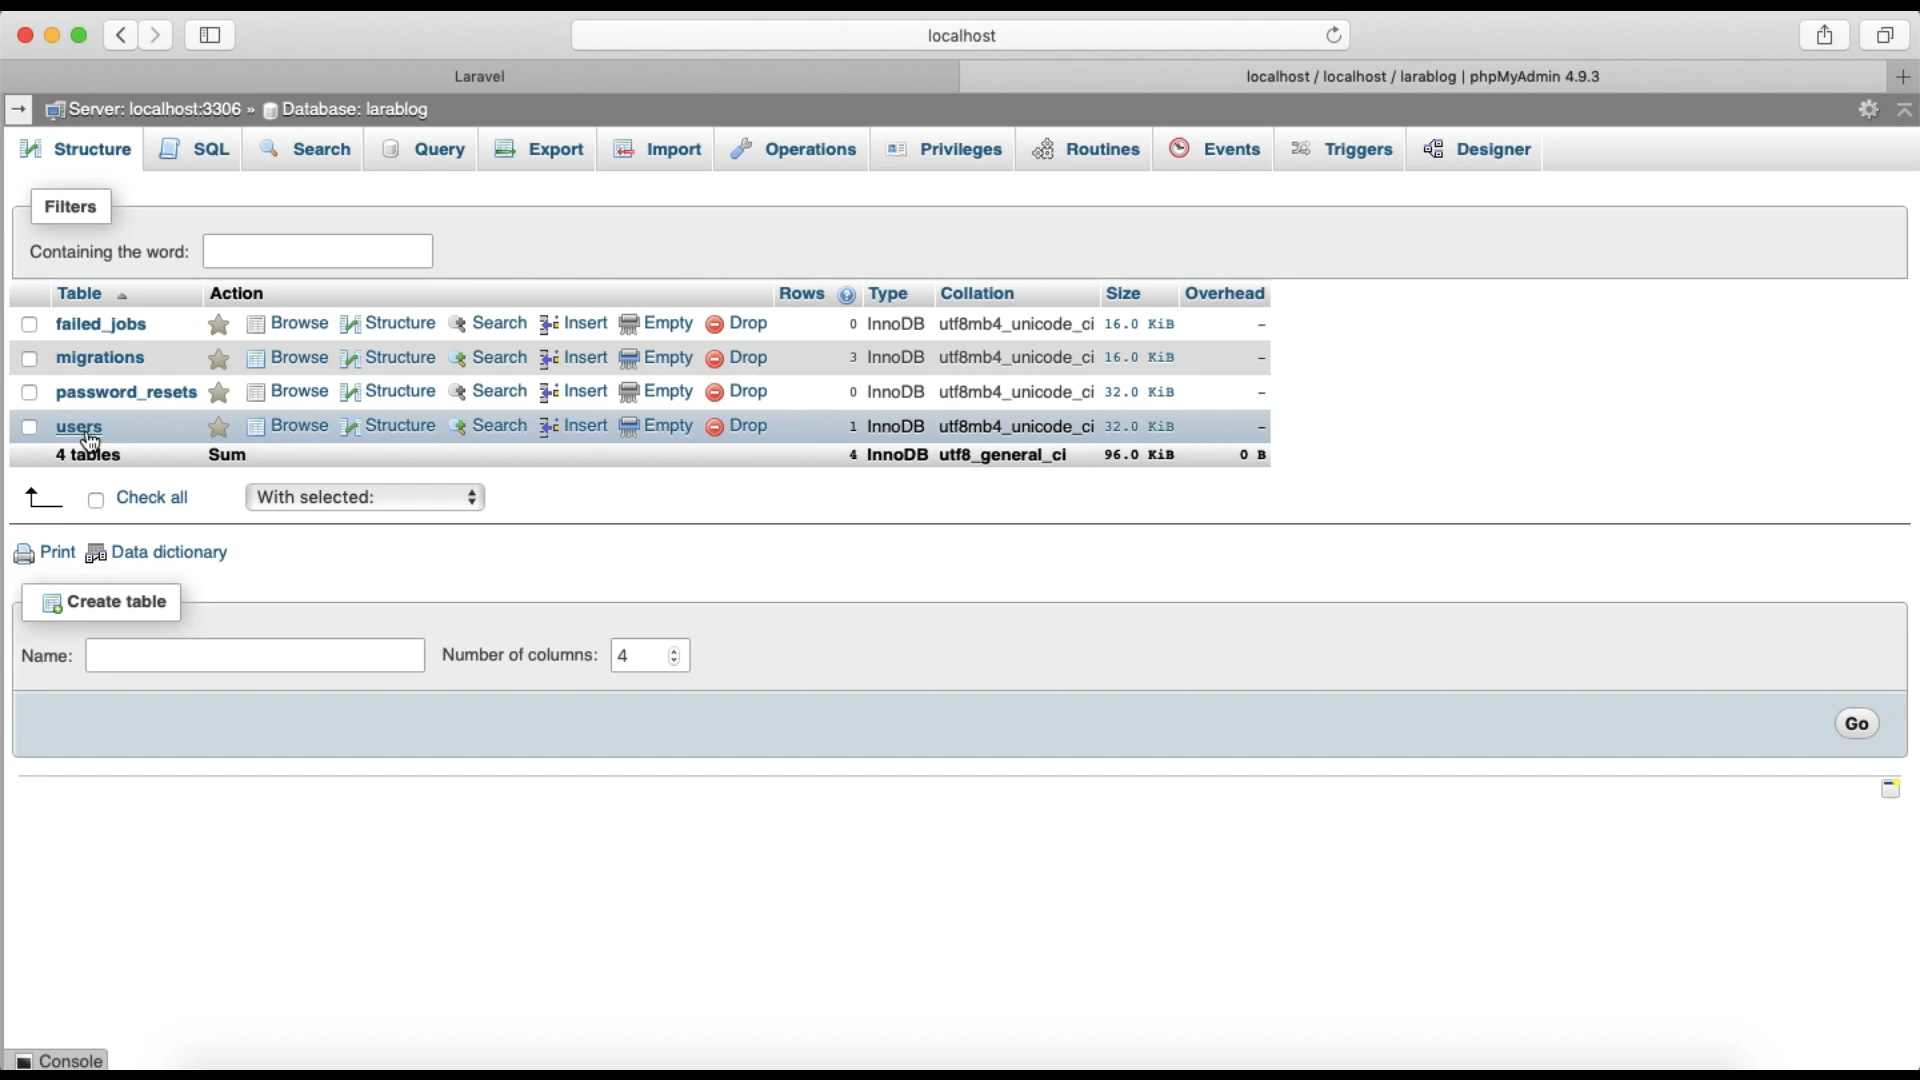 localhost
Laravel
localhost / localhost / larablog | phpMyAdmin 4.9.3
Server: localhost:3306 » Database: larablog
Structure SQL Search Query Export Import Operations Privileges Routines Events Triggers Designer
Filters
Containing the word:
Table Action Rows Type Collation Size Overhead
failed_jobs Browse Structure Search Insert Empty Drop 0 InnoDB utf8mb4_unicode_ci 16.0 KiB -
migrations Browse Structure Search Insert Empty Drop 3 InnoDB utf8mb4_unicode_ci 16.0 KiB -
password_resets Browse Structure Search Insert Empty Drop 0 InnoDB utf8mb4_unicode_ci 32.0 KiB -
users Browse Structure Search Insert Empty Drop 1 InnoDB utf8mb4_unicode_ci 32.0 KiB -
4 tables Sum 4 InnoDB utf8_general_ci 96.0 KiB 0 B
Check all With selected:
Print Data dictionary
Create table
Name: Number of columns: 4
Go
Console